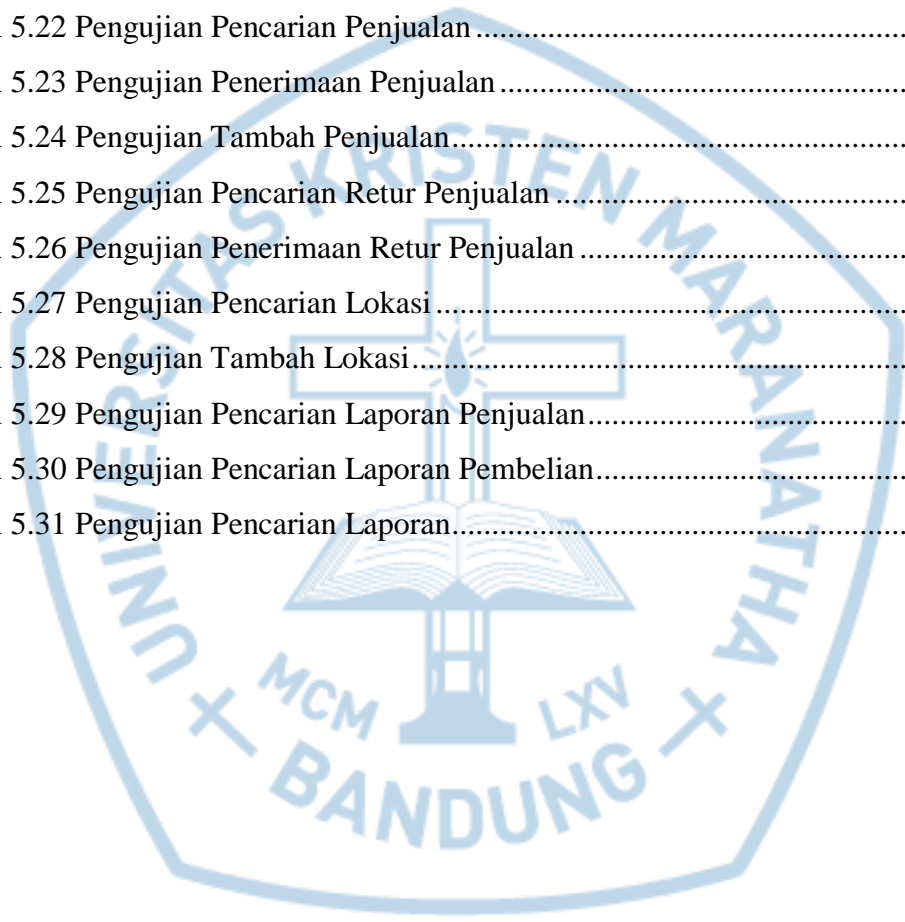 5.22 Pengujian Pencarian Penjualan
5.23 Pengujian Penerimaan Penjualan
5.24 Pengujian Tambah Penjualan
5.25 Pengujian Pencarian Retur Penjualan
5.26 Pengujian Penerimaan Retur Penjualan
5.27 Pengujian Pencarian Lokasi
5.28 Pengujian Tambah Lokasi
5.29 Pengujian Pencarian Laporan Penjualan
5.30 Pengujian Pencarian Laporan Pembelian
5.31 Pengujian Pencarian Laporan
UNIVERSITAS KRISTEN MARANATHA
MCM LXV
BANDUNG